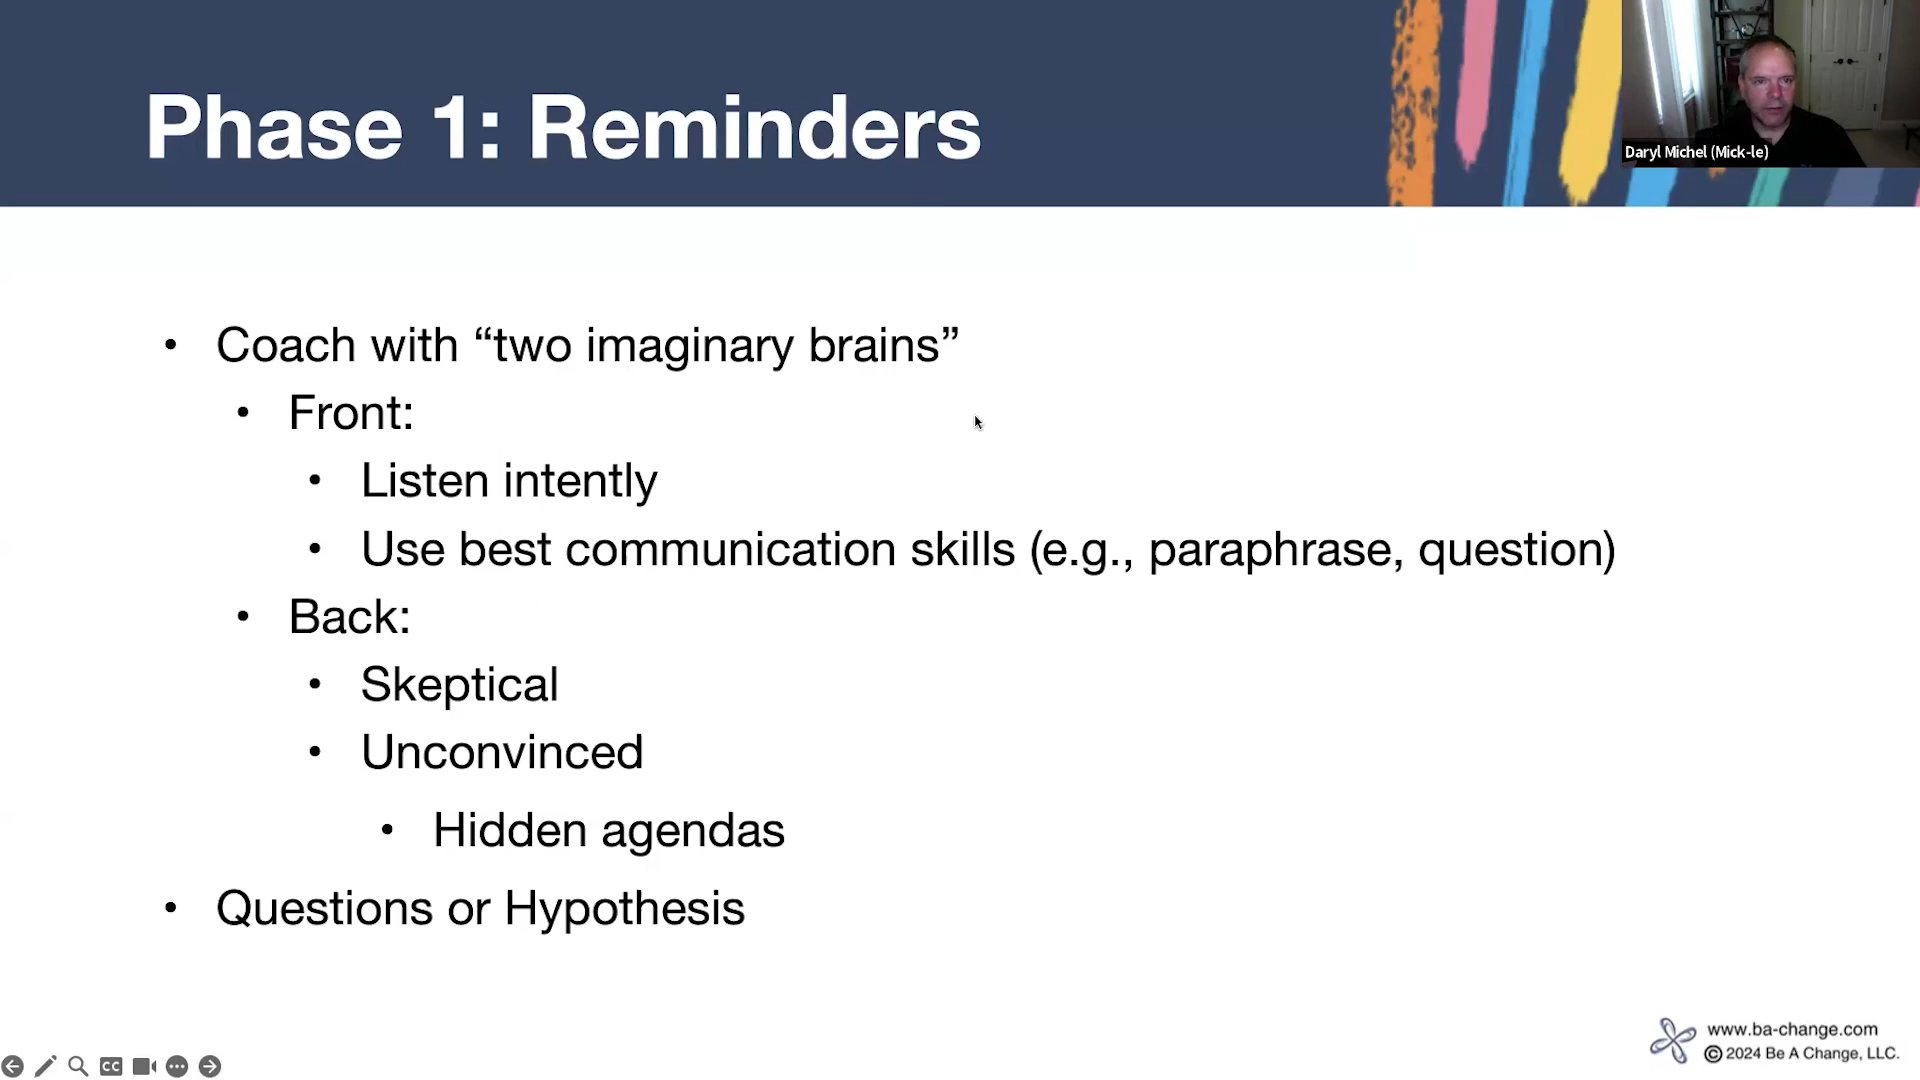 Phase 1: Reminders
Daryl Michel (Mick-le)
• Coach with “two imaginary brains”
• Front:
• Listen intently
• Use best communication skills (e.g., paraphrase, question)
• Back:
• Skeptical
• Unconvinced
• Hidden agendas
• Questions or Hypothesis
www.ba-change.com
© 2024 Be A Change, LLC.
CC